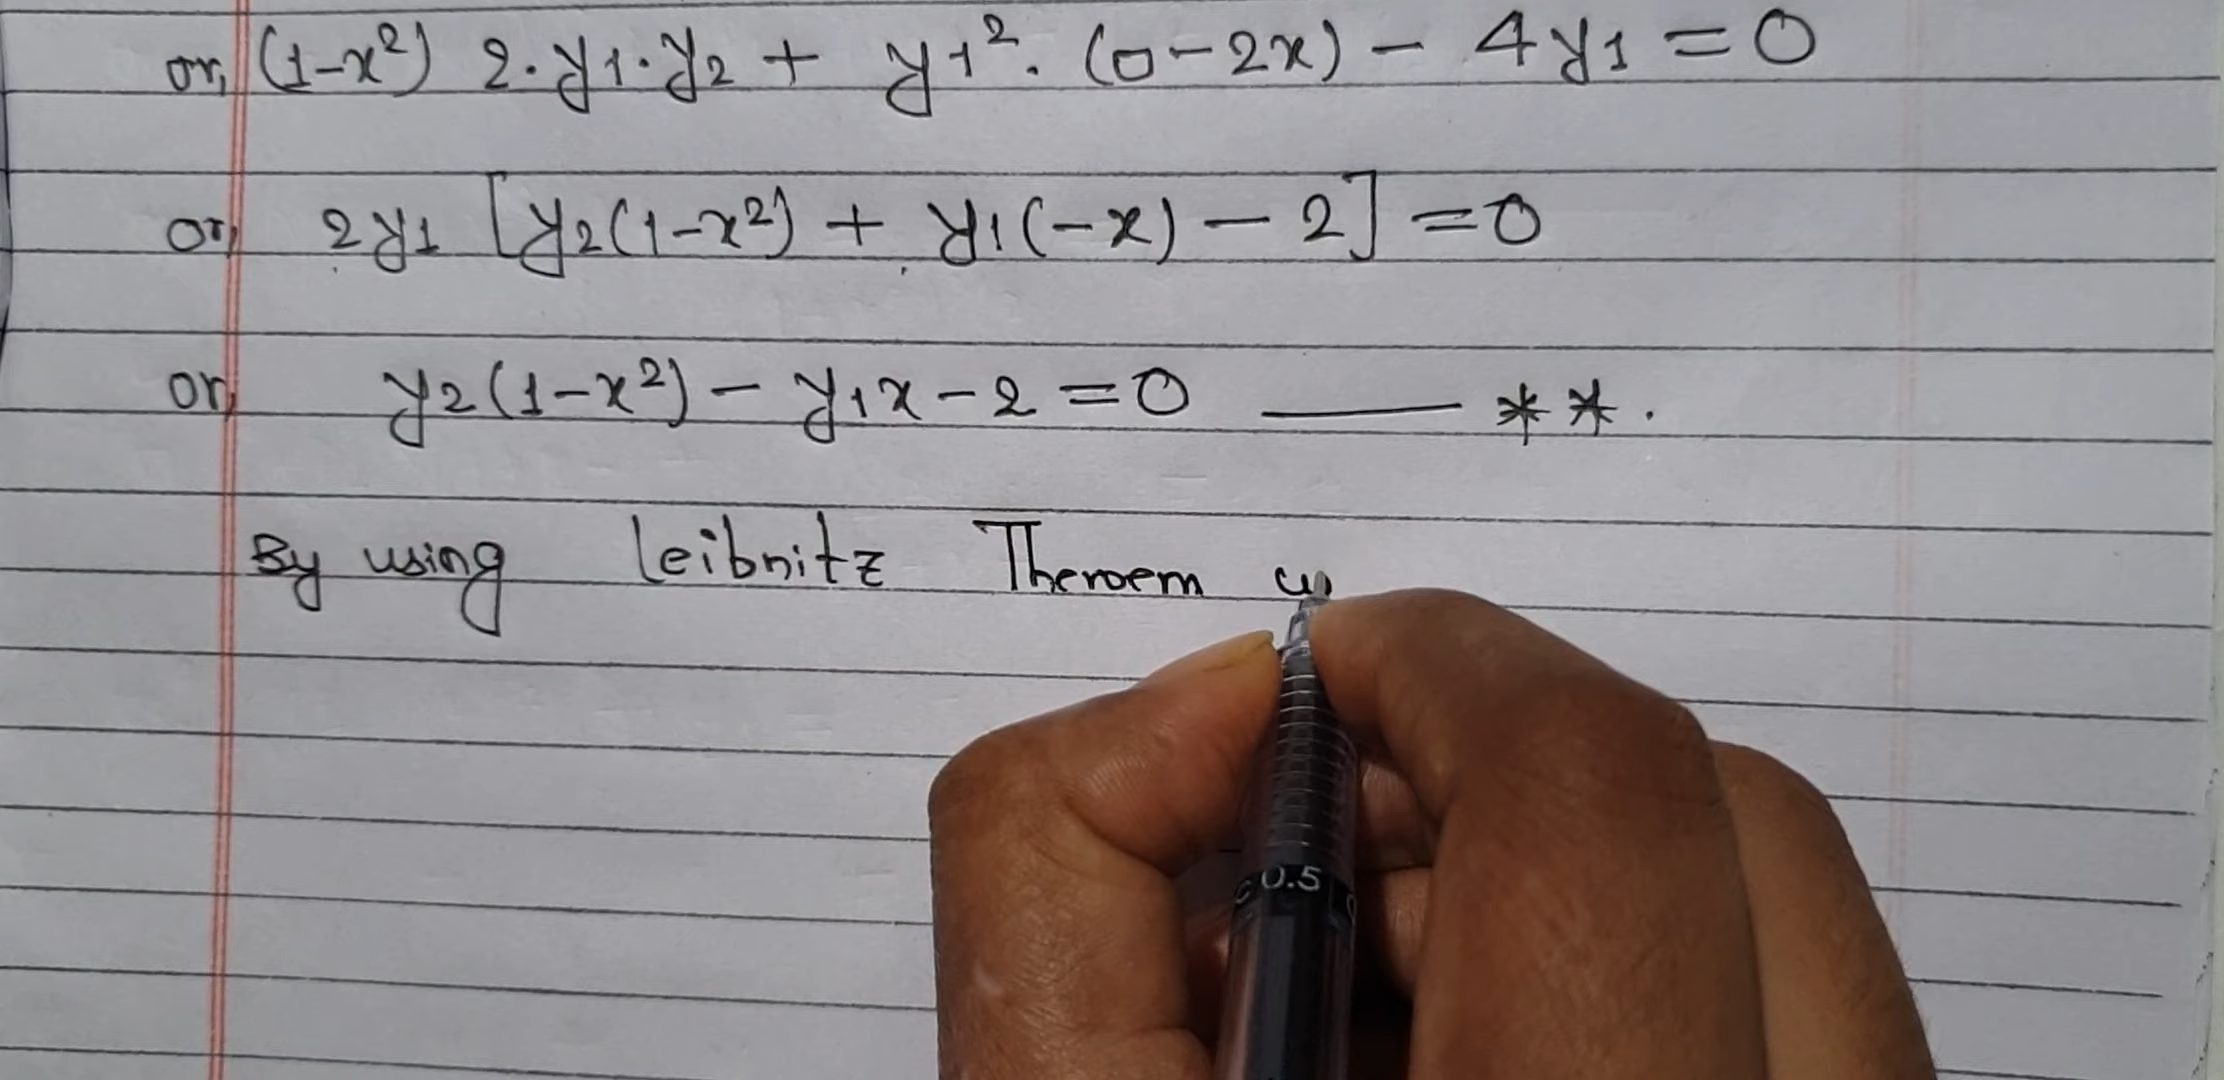 or, (1-x²) 2.y1.y2 + y1². (0-2x) - 4y1 = 0
or, 2y1 [y2(1-x²) + y1(-x) - 2] = 0
or, y2(1-x²) - y1x - 2 = 0 —— **.
By using Leibnitz Theroem w
0.5